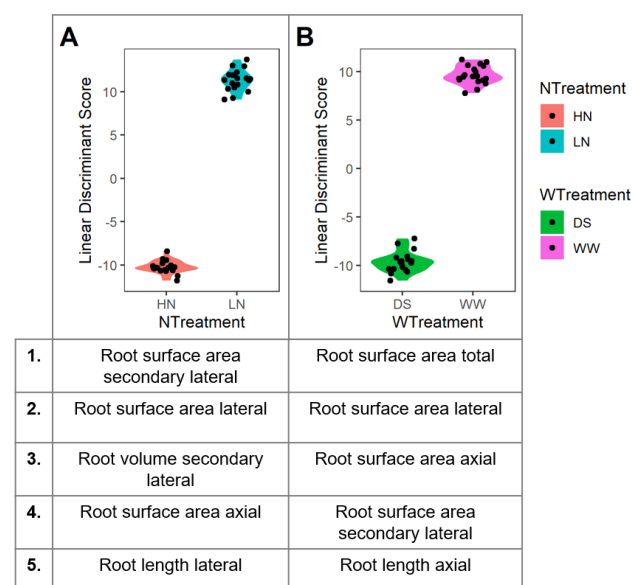 A
B
Linear Discriminant Score
10
5
0
-5
-10
HN
LN
NTreatment
Linear Discriminant Score
10
5
0
-5
-10
DS
WW
WTreatment
NTreatment
HN
LN
WTreatment
DS
WW
1.
Root surface area
secondary lateral
Root surface area total
2.
Root surface area lateral
Root surface area lateral
3.
Root volume secondary
lateral
Root surface area axial
4.
Root surface area axial
Root surface area
secondary lateral
5.
Root length lateral
Root length axial